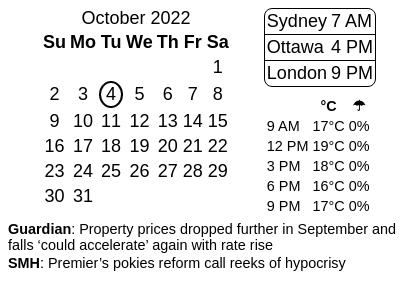 October 2022
Su Mo Tu We Th Fr Sa
1
2 3 4 5 6 7 8
9 10 11 12 13 14 15
16 17 18 19 20 21 22
23 24 25 26 27 28 29
30 31
Sydney 7 AM
Ottawa 4 PM
London 9 PM
°C ☂
9 AM 17°C 0%
12 PM 19°C 0%
3 PM 18°C 0%
6 PM 16°C 0%
9 PM 17°C 0%
Guardian: Property prices dropped further in September and
falls ‘could accelerate’ again with rate rise
SMH: Premier’s pokies reform call reeks of hypocrisy